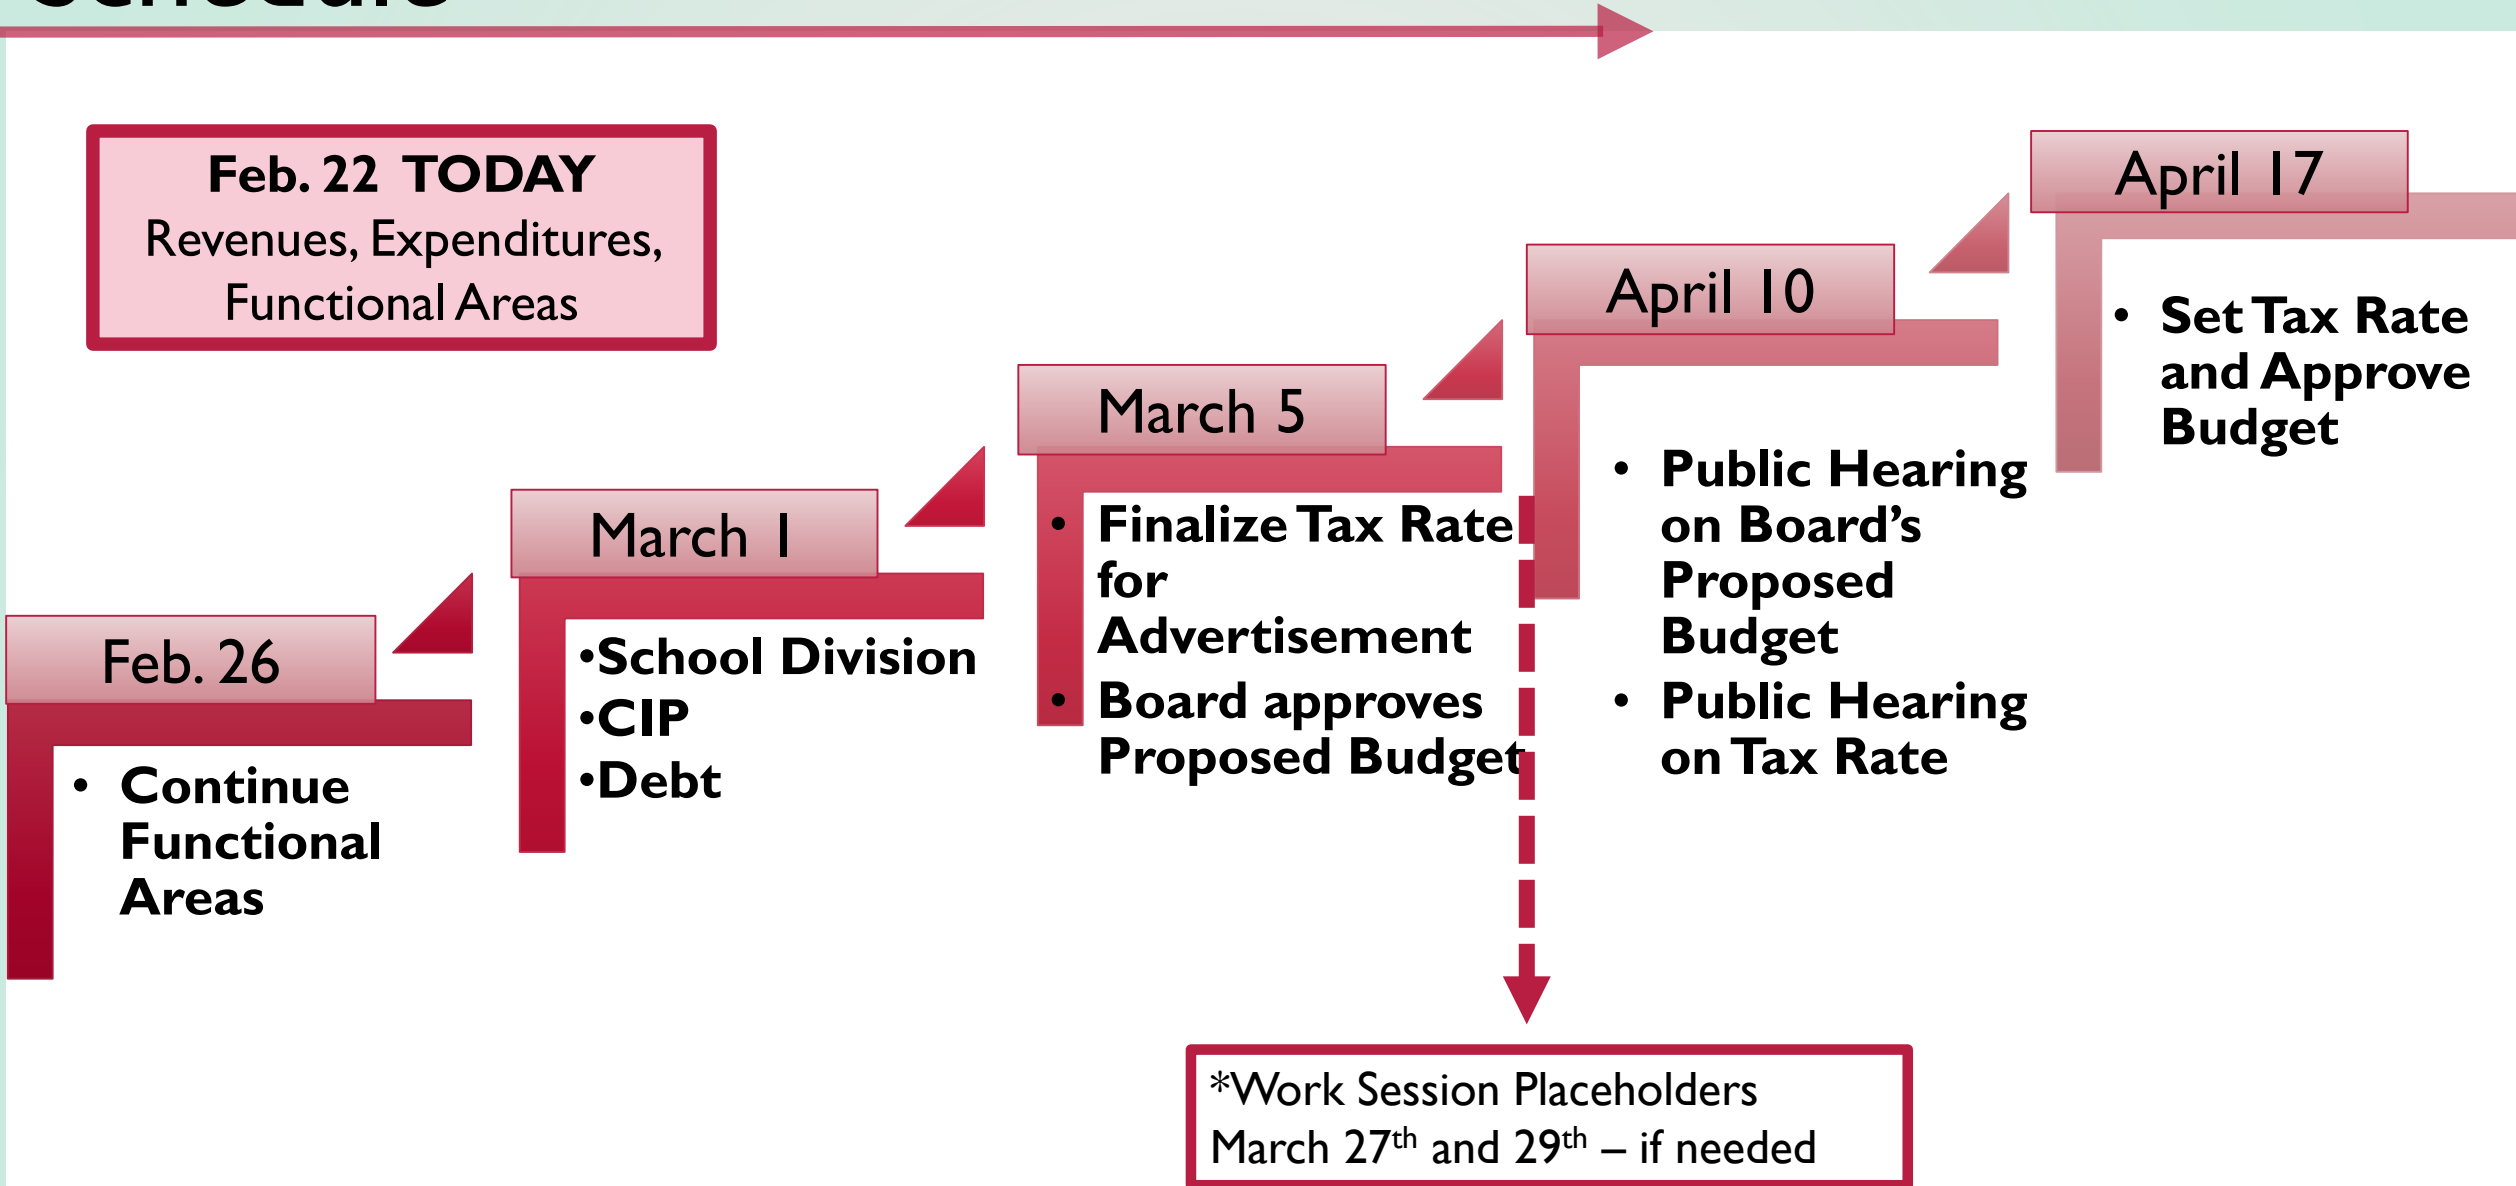 Feb. 22 TODAY
Revenues, Expenditures,
Functional Areas
Feb. 26
• Continue
Functional
Areas
March 1
•School Division
•CIP
•Debt
March 5
• Finalize Tax Rate
for
Advertisement
• Board approves
Proposed Budget
April 10
• Public Hearing
on Board’s
Proposed
Budget
• Public Hearing
on Tax Rate
April 17
• Set Tax Rate
and Approve
Budget
*Work Session Placeholders
March 27th and 29th – if needed